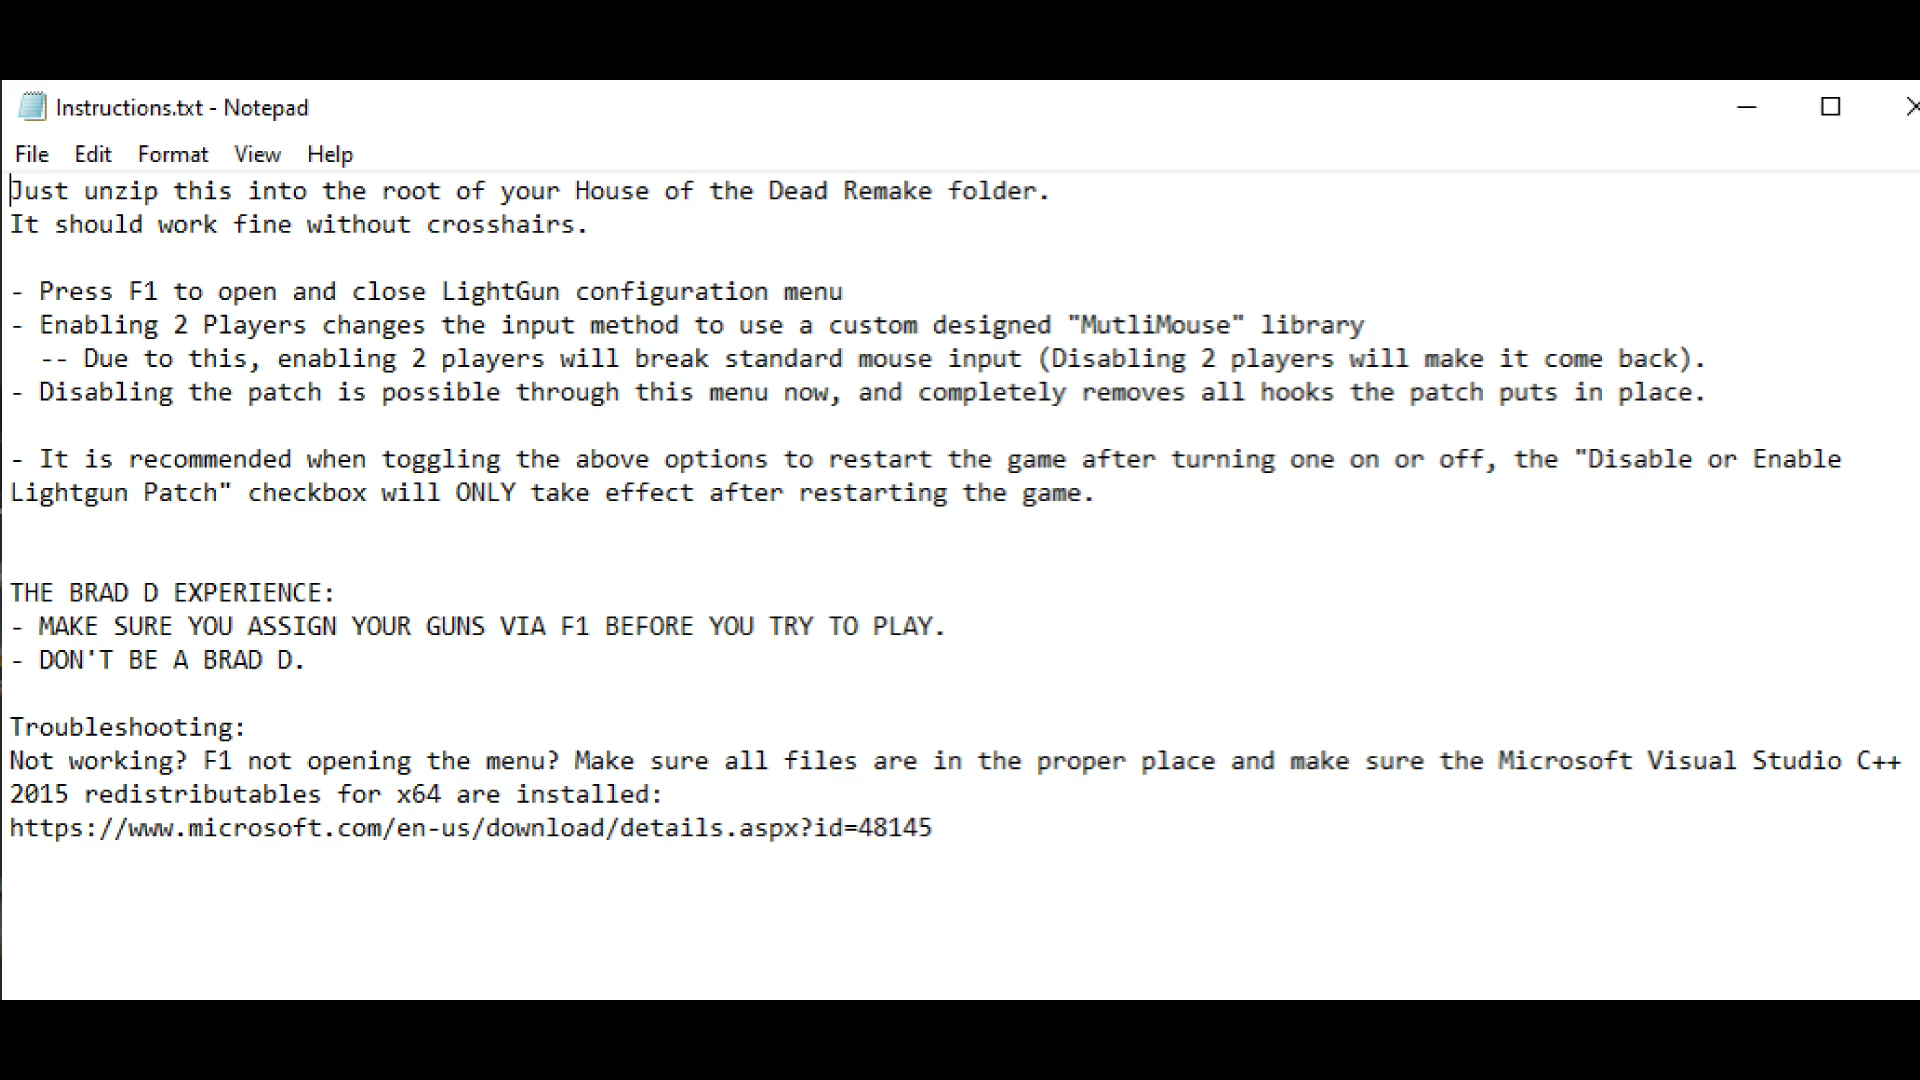 Instructions.txt - Notepad
File Edit Format View Help
Just unzip this into the root of your House of the Dead Remake folder.
It should work fine without crosshairs.
- Press F1 to open and close LightGun configuration menu
- Enabling 2 Players changes the input method to use a custom designed "MutliMouse" library
-- Due to this, enabling 2 players will break standard mouse input (Disabling 2 players will make it come back).
- Disabling the patch is possible through this menu now, and completely removes all hooks the patch puts in place.
- It is recommended when toggling the above options to restart the game after turning one on or off, the "Disable or Enable
Lightgun Patch" checkbox will ONLY take effect after restarting the game.
THE BRAD D EXPERIENCE:
- MAKE SURE YOU ASSIGN YOUR GUNS VIA F1 BEFORE YOU TRY TO PLAY.
- DON'T BE A BRAD D.
Troubleshooting:
Not working? F1 not opening the menu? Make sure all files are in the proper place and make sure the Microsoft Visual Studio C++
2015 redistributables for x64 are installed:
https://www.microsoft.com/en-us/download/details.aspx?id=48145